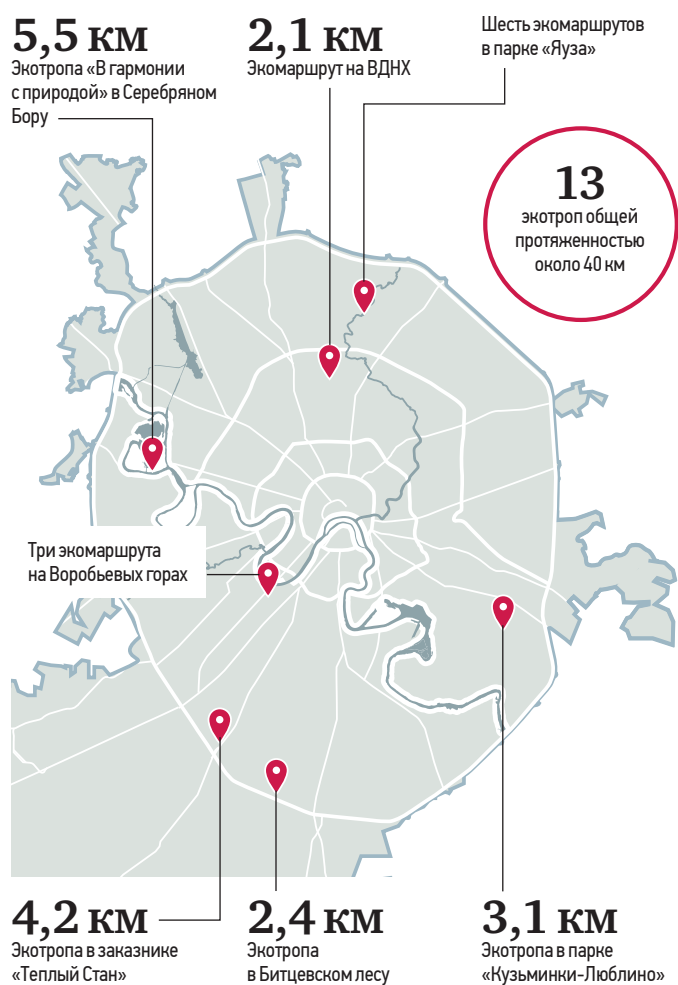 5,5 км
Экотропа «В гармонии
с природой» в Серебряном
Бору
2,1 км
Экомаршрут на ВДНХ
Шесть экомаршрутов
в парке «Яуза»
13
экотроп общей
протяженностью
около 40 км
Три экомаршрута
на Воробьевых горах
4,2 км
Экотропа в заказнике
«Теплый Стан»
2,4 км
Экотропа
в Битцевском лесу
3,1 км
Экотропа в парке
«Кузьминки-Люблино»